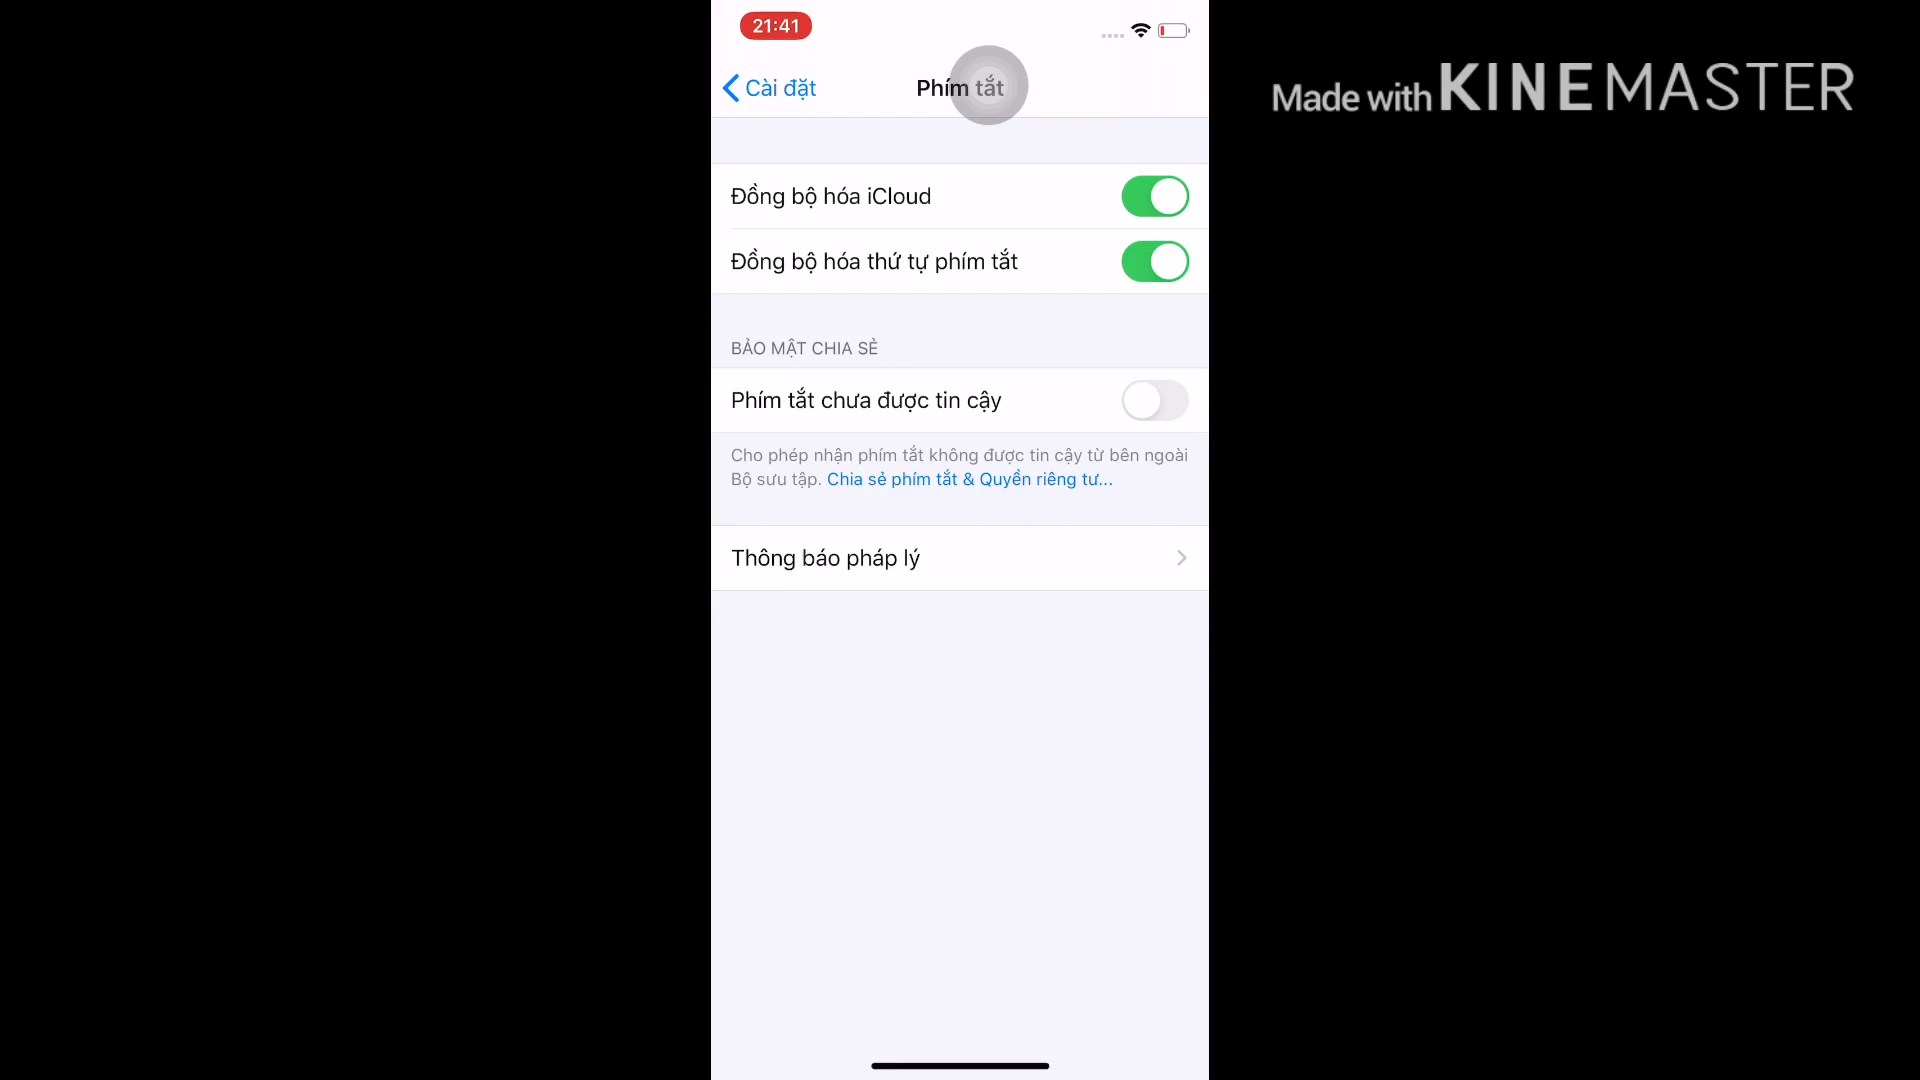 21:41
Made with KINEMASTER
Cài đặt
Phím tắt
Đồng bộ hóa iCloud
Đồng bộ hóa thứ tự phím tắt
BẢO MẬT CHIA SẺ
Phím tắt chưa được tin cậy
Cho phép nhận phím tắt không được tin cậy từ bên ngoài
Bộ sưu tập. Chia sẻ phím tắt & Quyền riêng tư...
Thông báo pháp lý